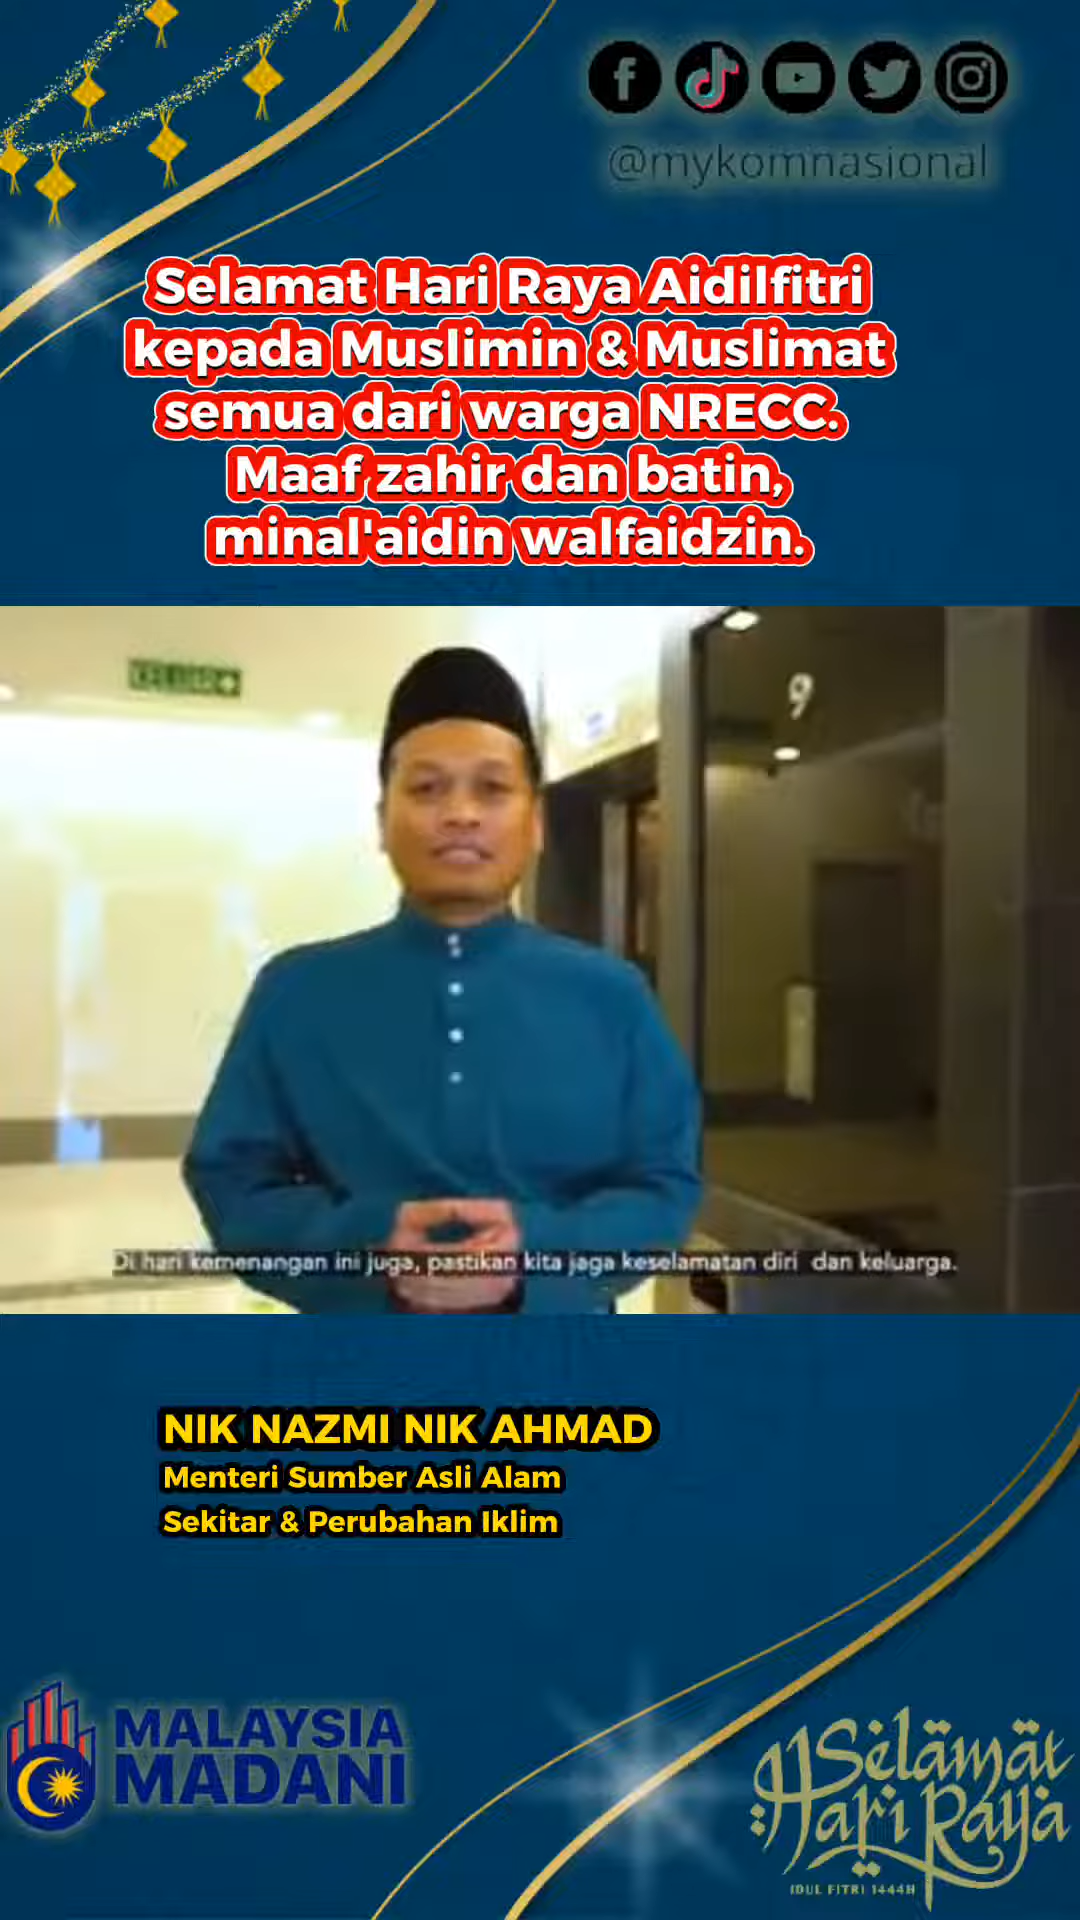 @mykomnasional
Selamat Hari Raya Aidilfitri
kepada Muslimin & Muslimat
semua dari warga NRECC.
Maaf zahir dan batin,
minal'aidin walfaidzin.
KELUAR
9
Di hari kemenangan ini juga, pastikan kita jaga keselamatan diri dan keluarga.
NIK NAZMI NIK AHMAD
Menteri Sumber Asli Alam
Sekitar & Perubahan Iklim
MALAYSIA
MADANI
Selamat
Hari Raya
IDUL FITRI 1444H